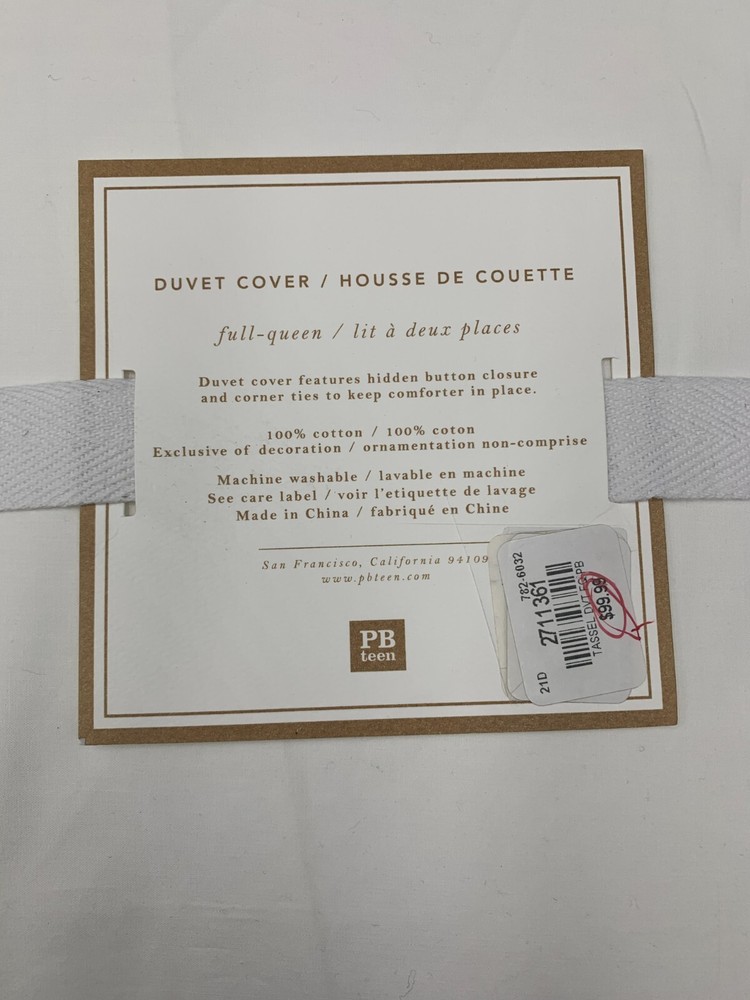 DUVET COVER / HOUSSE DE COUETTE
full-queen / lit à deux places
Duvet cover features hidden button closure
and corner ties to keep comforter in place.
100% cotton / 100% coton
Exclusive of decoration / ornamentation non-comprise
Machine washable / lavable en machine
See care label / voir l'etiquette de lavage
Made in China / fabriqué en Chine
San Francisco, California 94109
www.pbteen.com
PB
teen
782-6032
21D 2711361
TASSEL DVT
$99.99